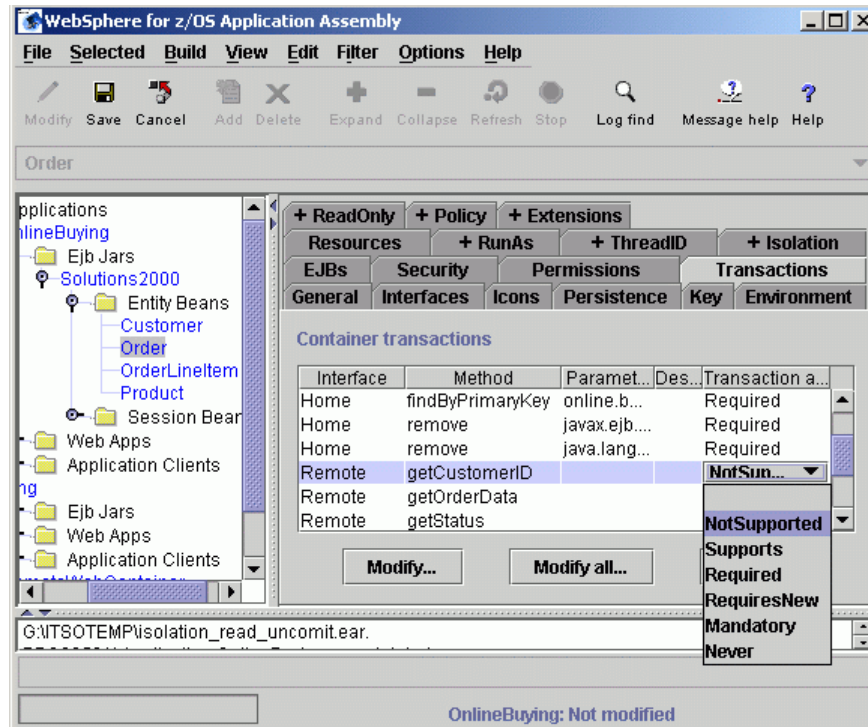 WebSphere for z/OS Application Assembly
File Selected Build View Edit Filter Options Help
Modify Save Cancel Add Delete Expand Collapse Refresh Stop Log find Message help Help
Order
pplications
nlineBuying
Ejb Jars
Solutions2000
Entity Beans
Customer
Order
OrderLineItem
Product
Session Bear
Web Apps
Application Clients
ng
Ejb Jars
Web Apps
Application Clients
+ ReadOnly + Policy + Extensions
Resources + RunAs + ThreadID + Isolation
EJBs Security Permissions Transactions
General Interfaces Icons Persistence Key Environment
Container transactions
Interface Method Paramet... Des... Transaction a...
Home findByPrimaryKey online.b... Required
Home remove javax.ejb.... Required
Home remove java.lang... Required
Remote getCustomerID NotSup...
Remote getOrderData
Remote getStatus
NotSupported
Supports
Required
RequiresNew
Mandatory
Never
Modify... Modify all...
G:\ITSOTEMP\isolation_read_uncomit.ear.
OnlineBuying: Not modified